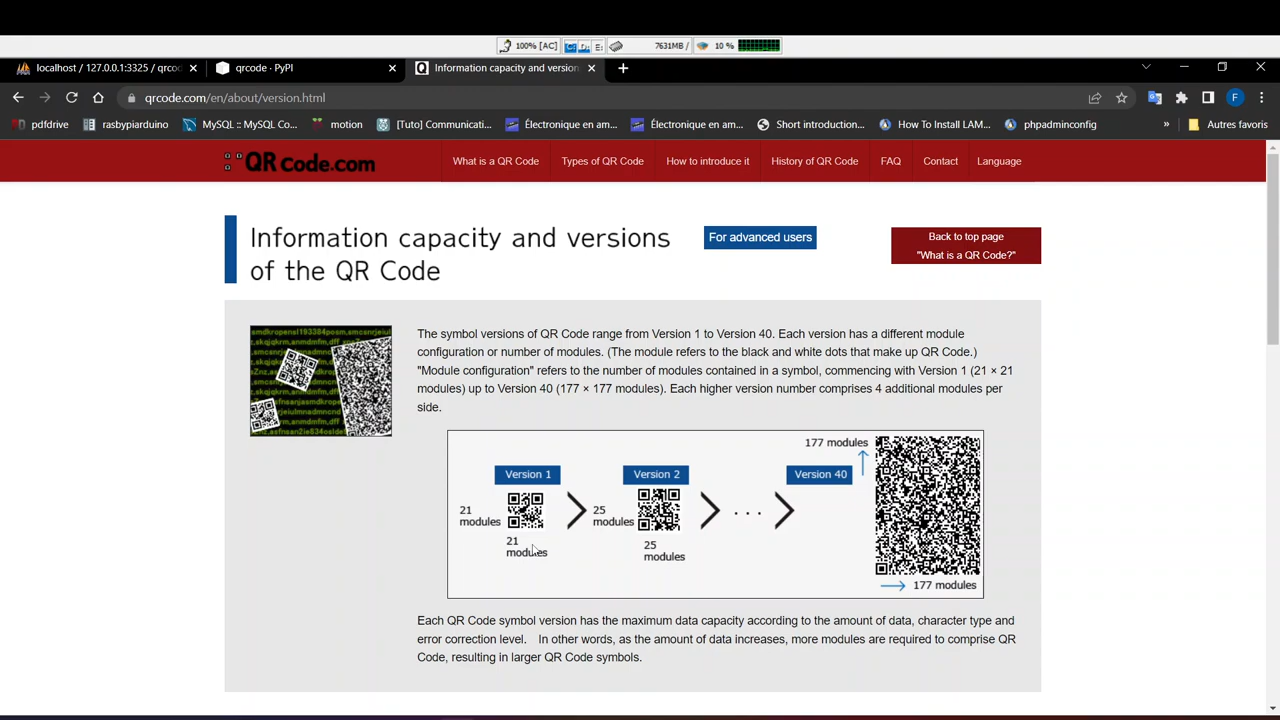 100% [AC] 7631MB / 10 %
localhost / 127.0.0.1:3325 / qrcod
qrcode · PyPI
Information capacity and version
qrcode.com/en/about/version.html
F
pdfdrive
rasbypiarduino
MySQL :: MySQL Co...
motion
[Tuto] Communicati...
Électronique en am...
Électronique en am...
Short introduction...
How To Install LAM...
phpadminconfig
»
Autres favoris
QR Code.com
What is a QR Code
Types of QR Code
How to introduce it
History of QR Code
FAQ
Contact
Language
Information capacity and versions
of the QR Code
For advanced users
Back to top page
"What is a QR Code?"
The symbol versions of QR Code range from Version 1 to Version 40. Each version has a different module
configuration or number of modules. (The module refers to the black and white dots that make up QR Code.)
"Module configuration" refers to the number of modules contained in a symbol, commencing with Version 1 (21 × 21
modules) up to Version 40 (177 × 177 modules). Each higher version number comprises 4 additional modules per
side.
Version 1
21
modules
21
modules
Version 2
25
modules
25
modules
. . .
Version 40
177 modules
177 modules
Each QR Code symbol version has the maximum data capacity according to the amount of data, character type and
error correction level. In other words, as the amount of data increases, more modules are required to comprise QR
Code, resulting in larger QR Code symbols.